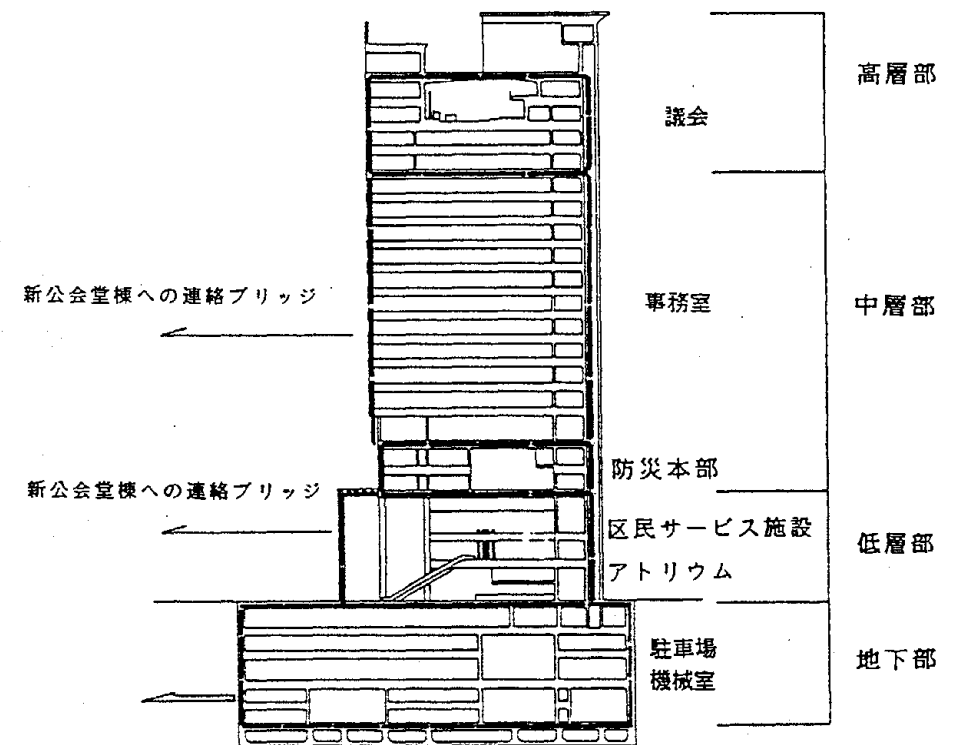 高層部
議会
新公会堂棟への連絡ブリッジ
事務室
中層部
防災本部
新公会堂棟への連絡ブリッジ
区民サービス施設
アトリウム
低層部
駐車場
機械室
地下部